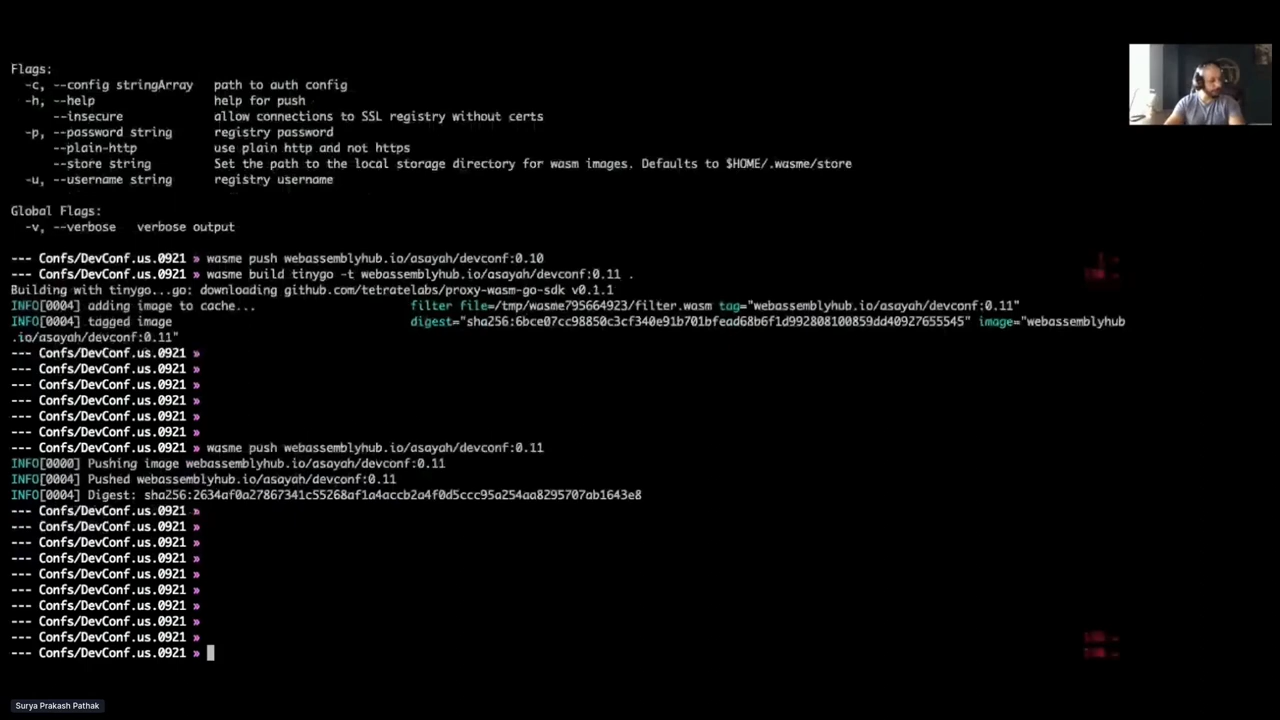 Flags:
-c, --config stringArray path to auth config
-h, --help help for push
--insecure allow connections to SSL registry without certs
-p, --password string registry password
--plain-http use plain http and not https
--store string Set the path to the local storage directory for wasm images. Defaults to $HOME/.wasme/store
-u, --username string registry username
Global Flags:
-v, --verbose verbose output
--- Confs/DevConf.us.0921 » wasme push webassemblyhub.io/asayah/devconf:0.10
--- Confs/DevConf.us.0921 » wasme build tinygo -t webassemblyhub.io/asayah/devconf:0.11 .
Building with tinygo...go: downloading github.com/tetratelabs/proxy-wasm-go-sdk v0.1.1
INFO[0004] adding image to cache... filter file=/tmp/wasme795664923/filter.wasm tag="webassemblyhub.io/asayah/devconf:0.11"
INFO[0004] tagged image digest="sha256:6bce07cc98850c3cf340e91b701bfead68b6f1d992808100859dd40927655545" image="webassemblyhub
.io/asayah/devconf:0.11"
--- Confs/DevConf.us.0921 »
--- Confs/DevConf.us.0921 »
--- Confs/DevConf.us.0921 »
--- Confs/DevConf.us.0921 »
--- Confs/DevConf.us.0921 »
--- Confs/DevConf.us.0921 »
--- Confs/DevConf.us.0921 » wasme push webassemblyhub.io/asayah/devconf:0.11
INFO[0000] Pushing image webassemblyhub.io/asayah/devconf:0.11
INFO[0004] Pushed webassemblyhub.io/asayah/devconf:0.11
INFO[0004] Digest: sha256:2634af0a27867341c55268af1a4accb2a4f0d5ccc95a254aa8295707ab1643e8
--- Confs/DevConf.us.0921 »
--- Confs/DevConf.us.0921 »
--- Confs/DevConf.us.0921 »
--- Confs/DevConf.us.0921 »
--- Confs/DevConf.us.0921 »
--- Confs/DevConf.us.0921 »
--- Confs/DevConf.us.0921 »
--- Confs/DevConf.us.0921 »
--- Confs/DevConf.us.0921 »
--- Confs/DevConf.us.0921 »
Surya Prakash Pathak